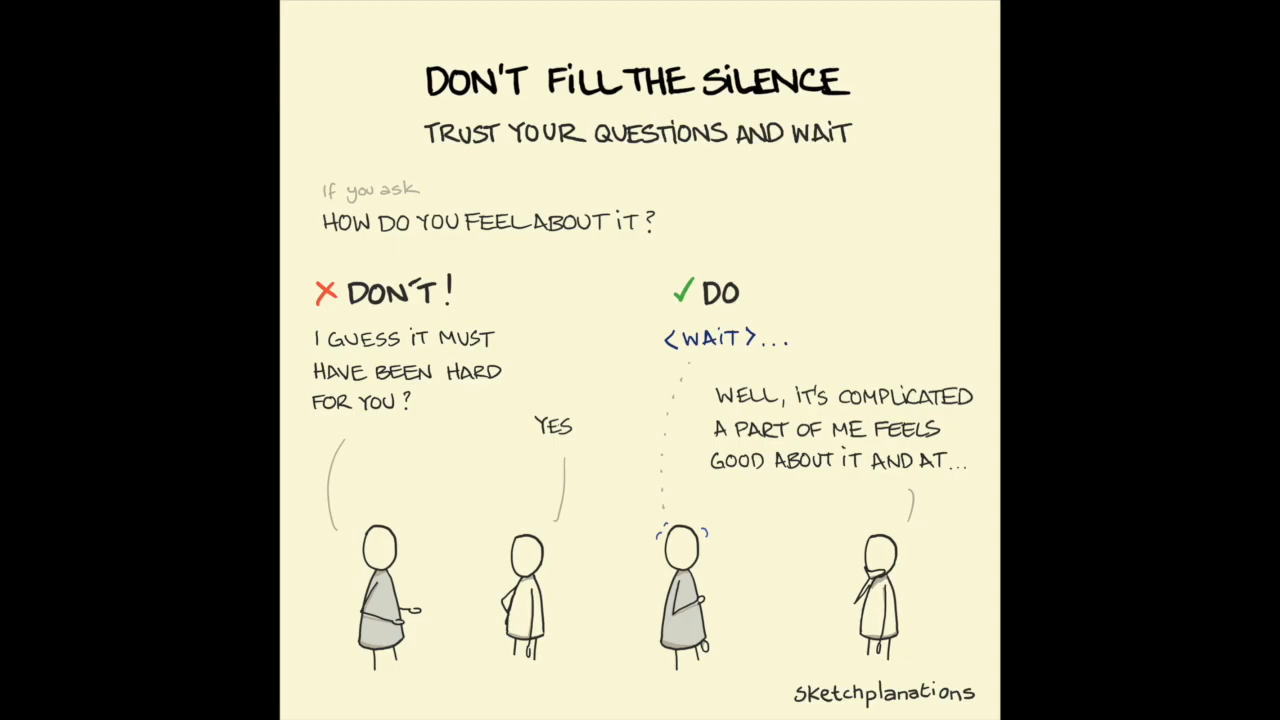 DON'T FiLL THE SiLENCE
TRUST YOUR QUESTiONS AND WAiT
If you ask
HOW DO YOU FEEL ABOUT iT?
✗ DON'T!
I GUESS iT MUST
HAVE BEEN HARD
FOR YOU?
YES
✓ DO
<WAiT>...
WELL, iT'S COMPLiCATED
A PART OF ME FEELS
GOOD ABOUT iT AND AT...
sketchplanations